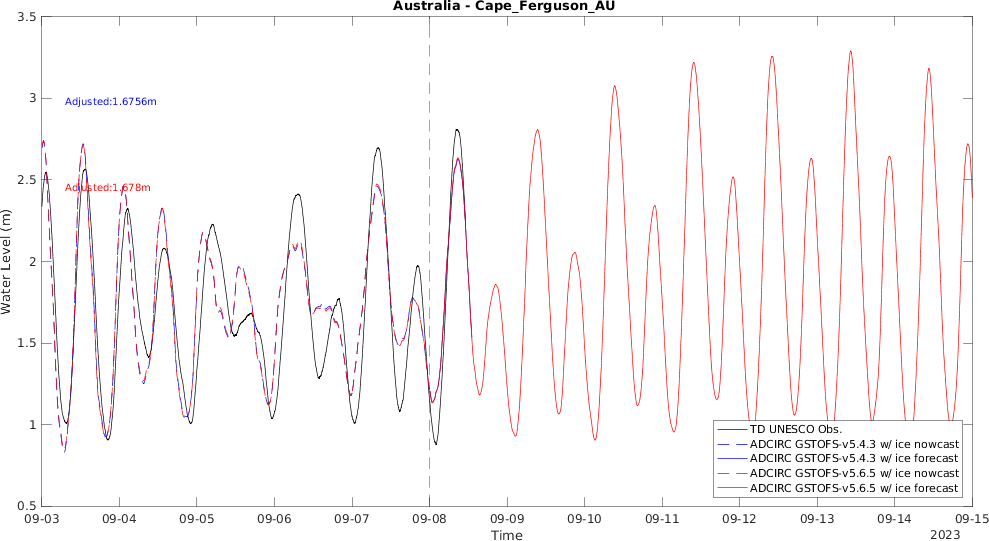 Australia - Cape_Ferguson_AU
3.5
3
2.5
2
1.5
1
0.5
Water Level (m)
Adjusted:1.6756m
Adjusted:1.678m
TD UNESCO Obs.
ADCIRC GSTOFS-v5.4.3 w/ ice nowcast
ADCIRC GSTOFS-v5.4.3 w/ ice forecast
ADCIRC GSTOFS-v5.6.5 w/ ice nowcast
ADCIRC GSTOFS-v5.6.5 w/ ice forecast
09-03 09-04 09-05 09-06 09-07 09-08 09-09 09-10 09-11 09-12 09-13 09-14 09-15
Time
2023